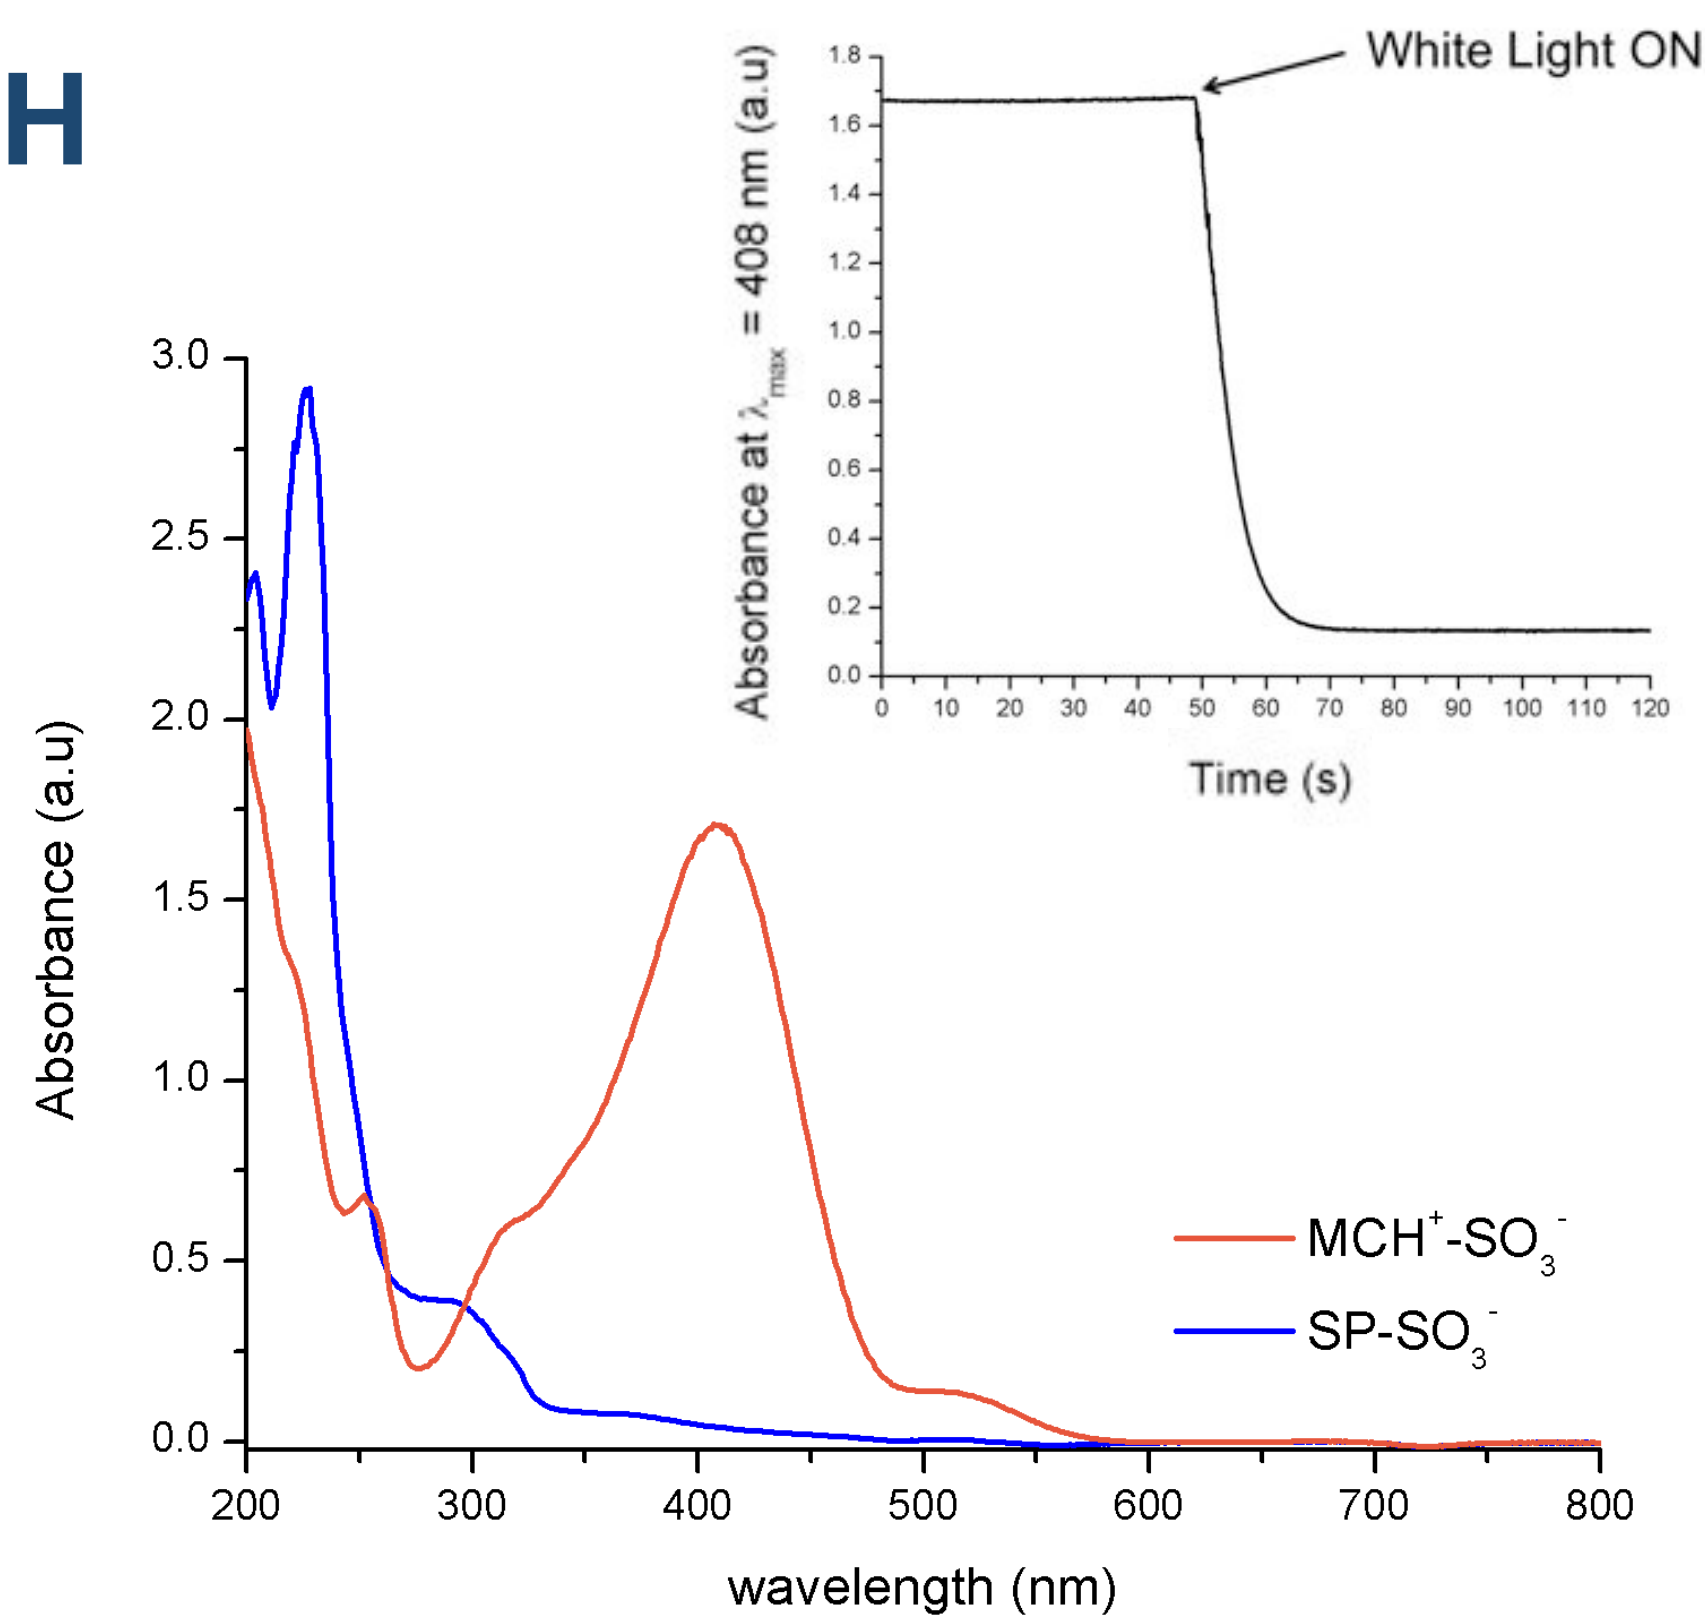 H
White Light ON
Absorbance at λmax = 408 nm (a.u)
1.8
1.6
1.4
1.2
1.0
0.8
0.6
0.4
0.2
0.0
0 10 20 30 40 50 60 70 80 90 100 110 120
Time (s)
Absorbance (a.u)
3.0
2.5
2.0
1.5
1.0
0.5
0.0
MCH⁺-SO₃⁻
SP-SO₃⁻
200 300 400 500 600 700 800
wavelength (nm)